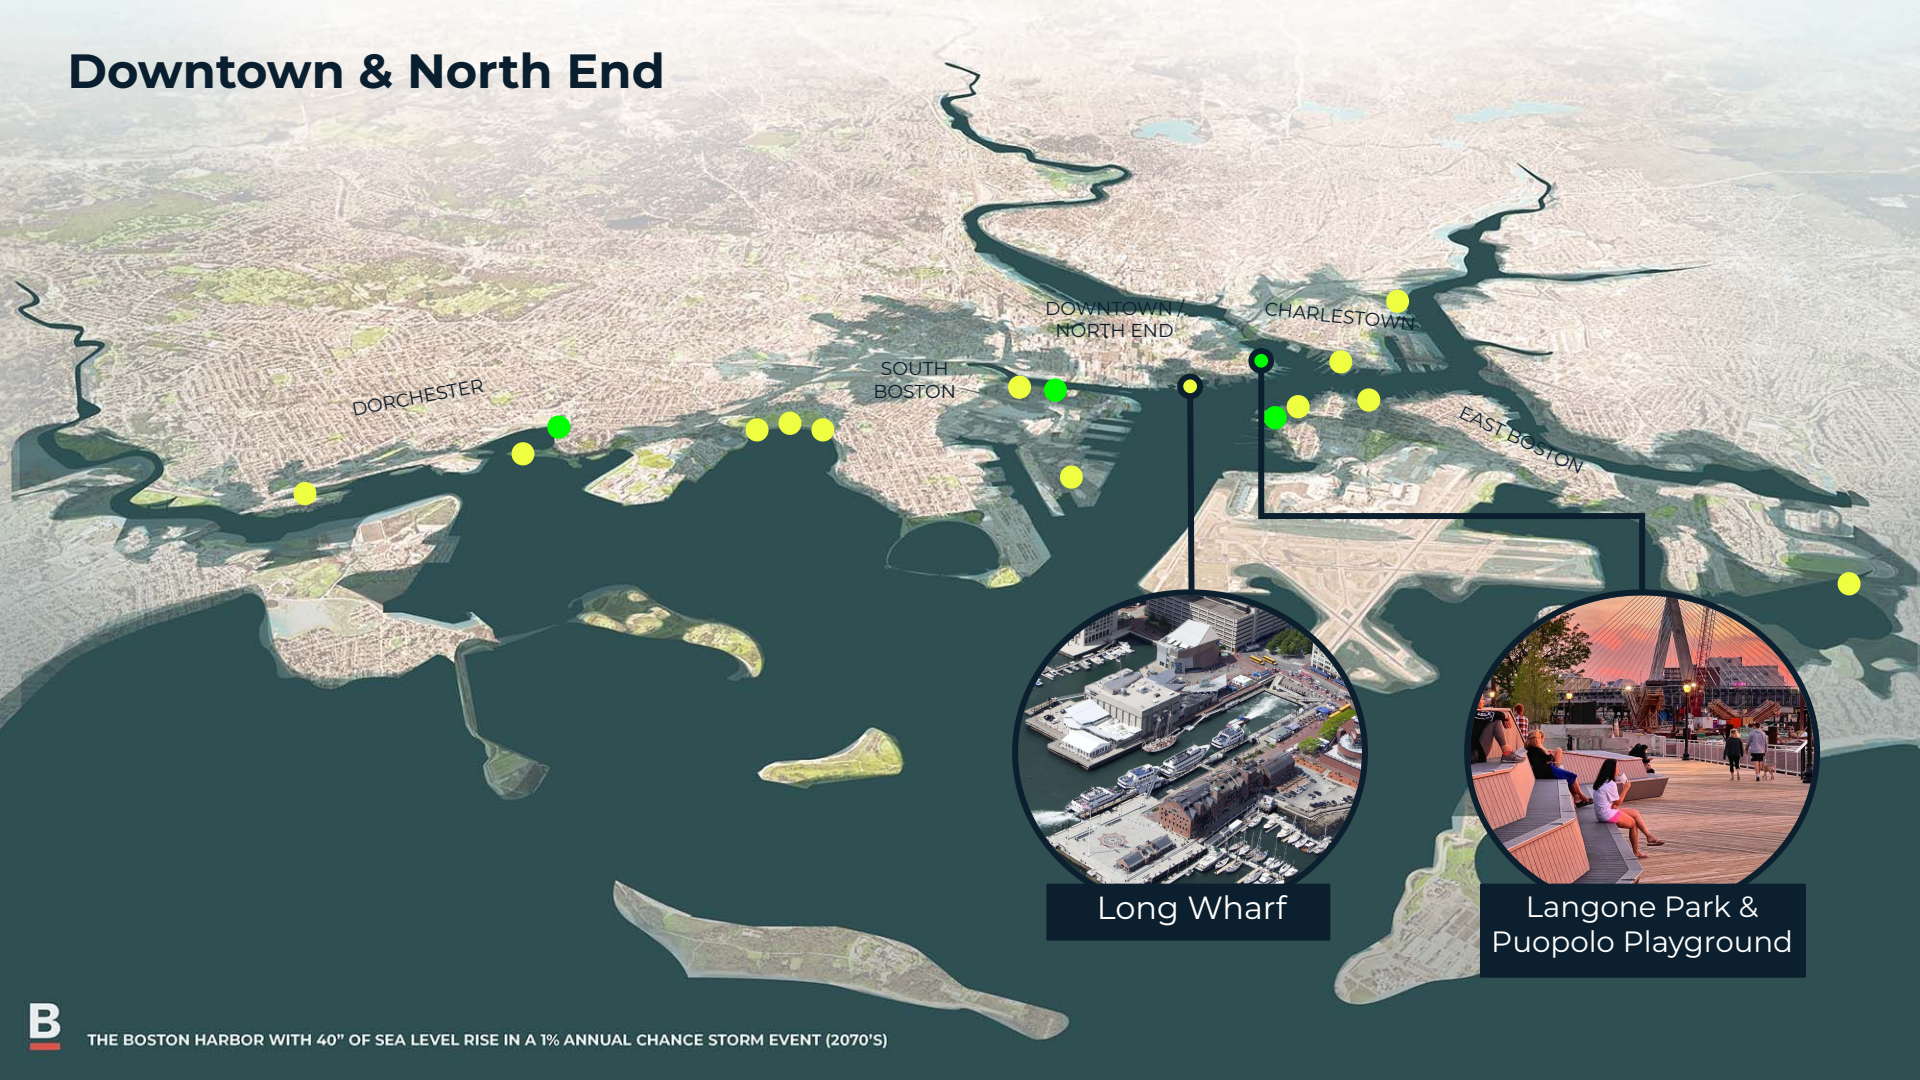 Downtown & North End
DOWNTOWN /
NORTH END
CHARLESTOWN
SOUTH
BOSTON
DORCHESTER
EAST BOSTON
Long Wharf
Langone Park &
Puopolo Playground
B
THE BOSTON HARBOR WITH 40” OF SEA LEVEL RISE IN A 1% ANNUAL CHANCE STORM EVENT (2070’S)